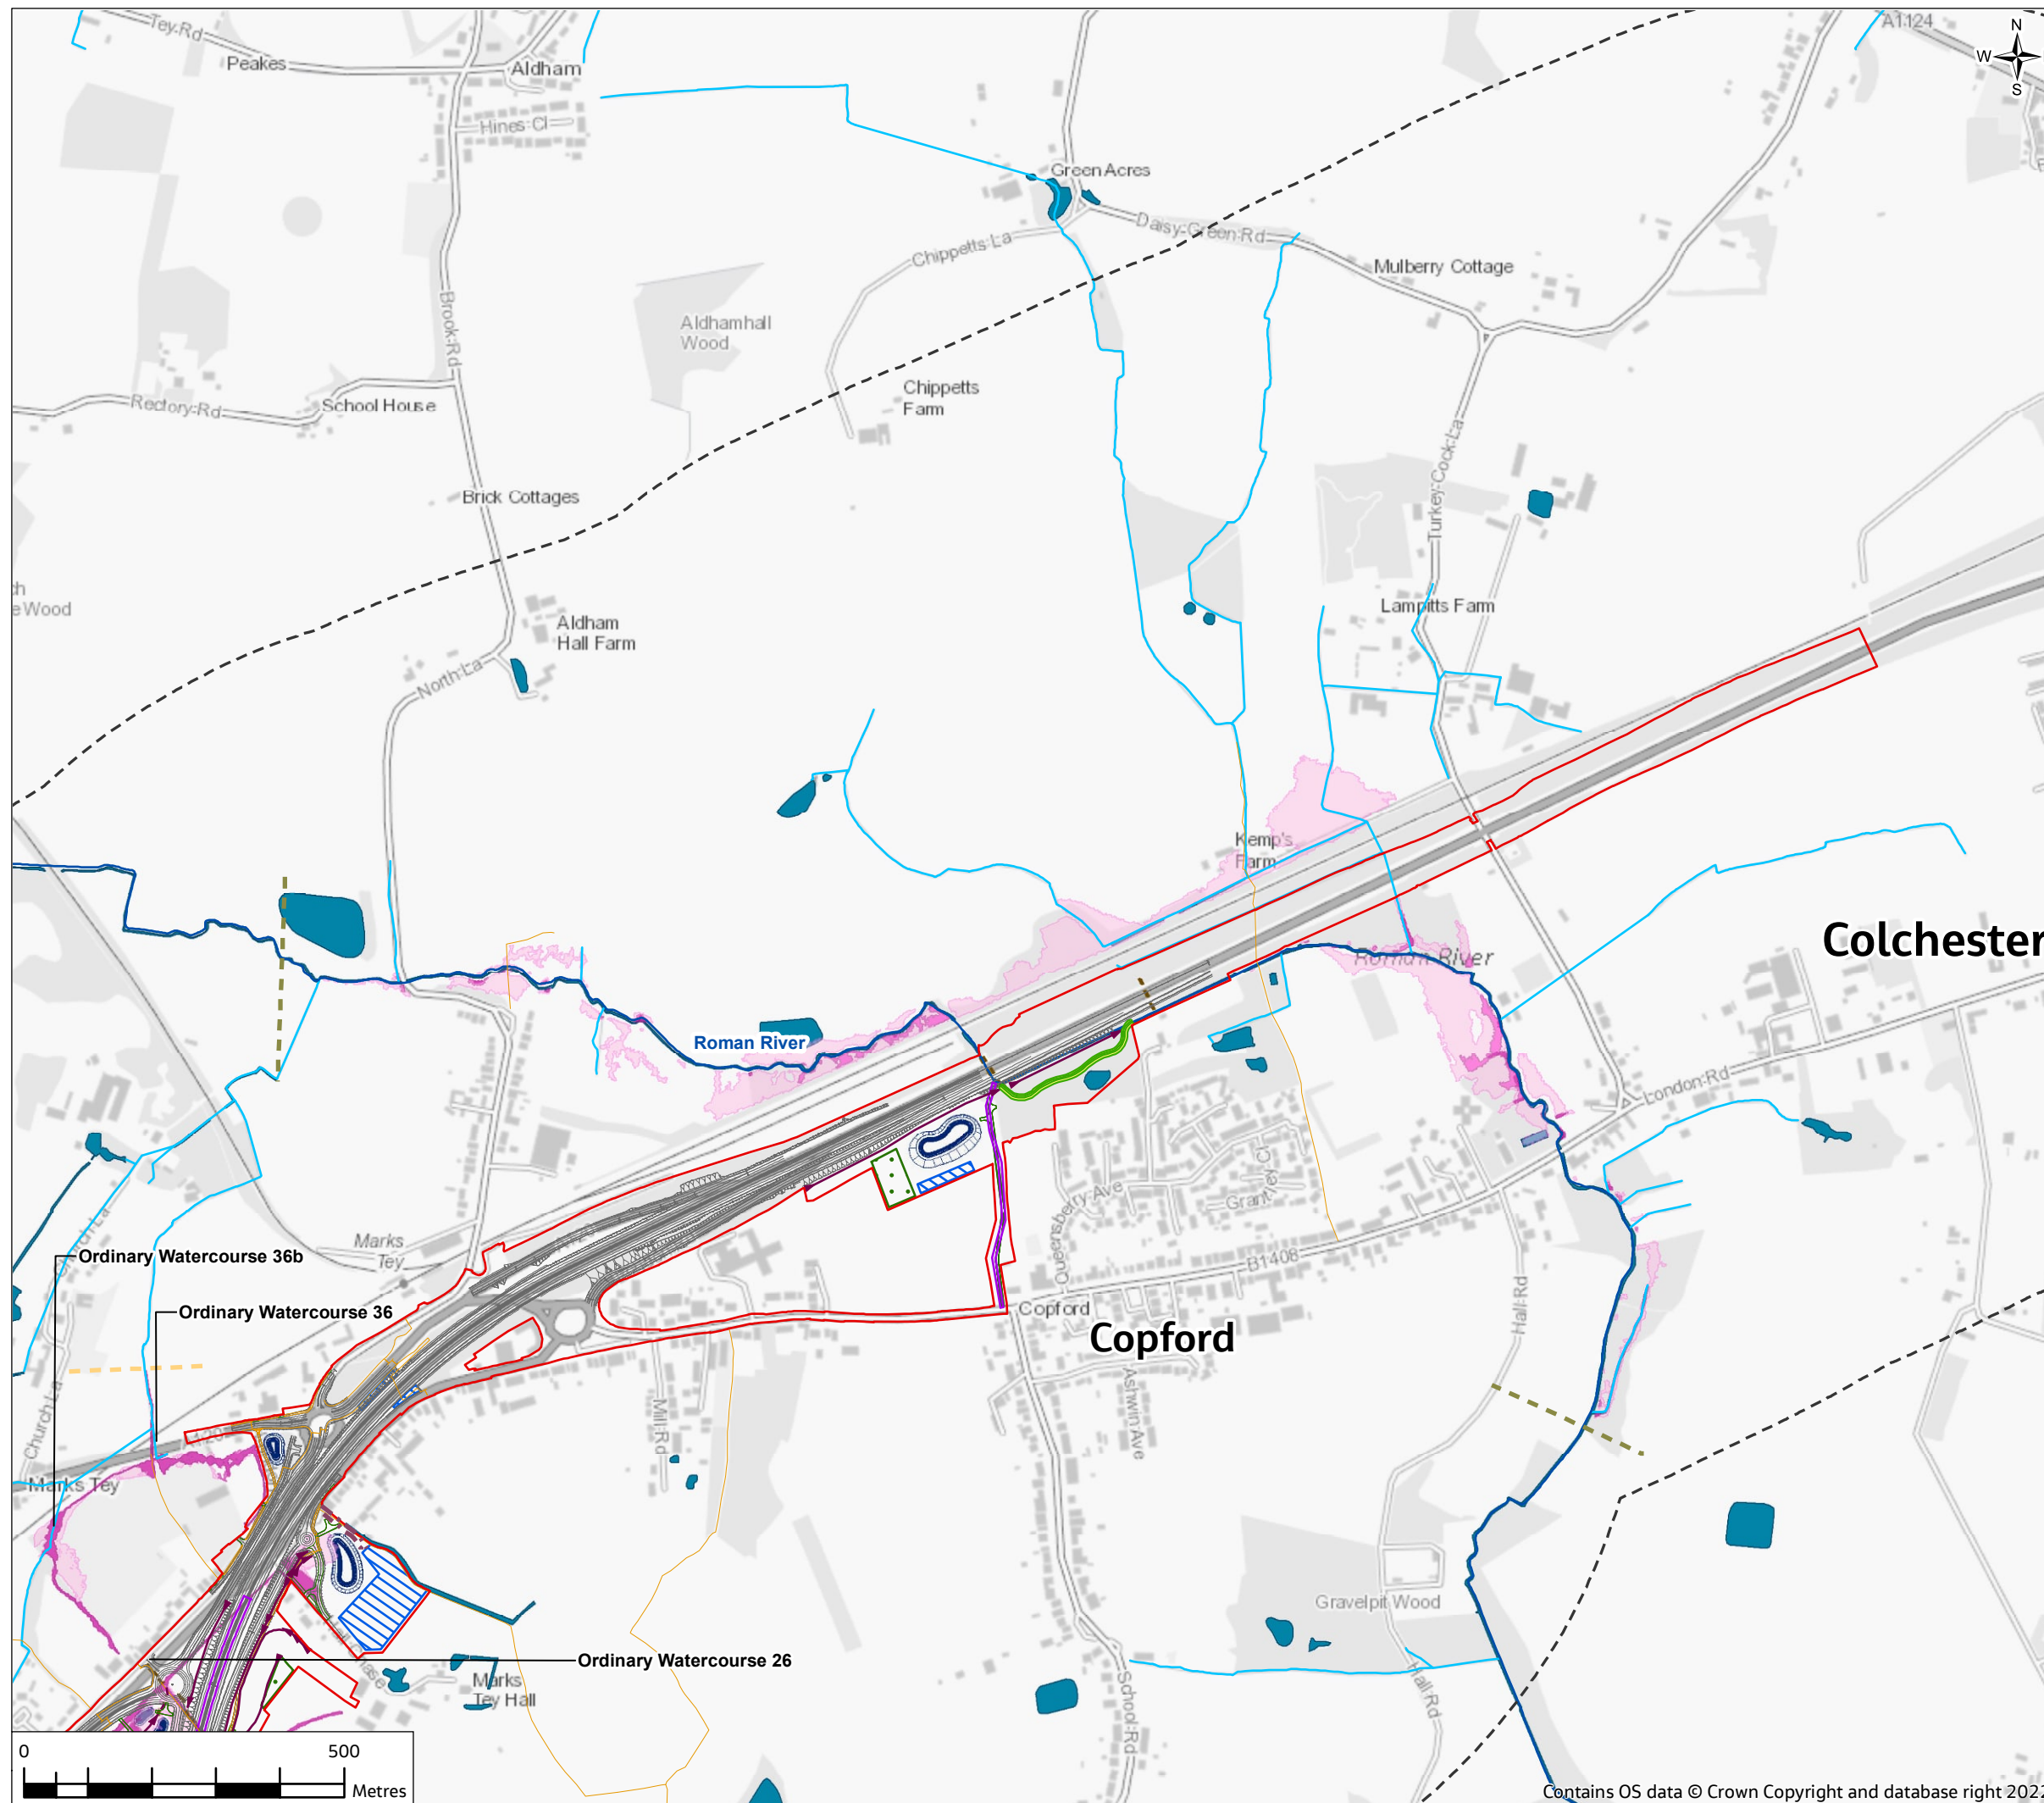 Tey Rd
A1124
N
W
S
Peakes
Aldham
Hines Cl
Green Acres
Daisy Green Rd
Chippetts La
Mulberry Cottage
Brook Rd
Aldhamhall
Wood
Chippetts
Farm
Rectory Rd
School House
Turkey Cock La
Brick Cottages
e Wood
Lampitts Farm
Aldham
Hall Farm
North La
Kemp's
Farm
Colchester
Roman River
Roman River
London Rd
Queensberry Ave
Grantley Cl
Church La
Marks
Tey
Ordinary Watercourse 36b
B1408
Hall Rd
Ordinary Watercourse 36
Copford
Copford
Ashwin Ave
Mill Rd
Church La
Marks Tey
Gravelpit Wood
Ordinary Watercourse 26
Marks
Tey Hall
Hall Rd
School Rd
0
500
Metres
Contains OS data © Crown Copyright and database right 202